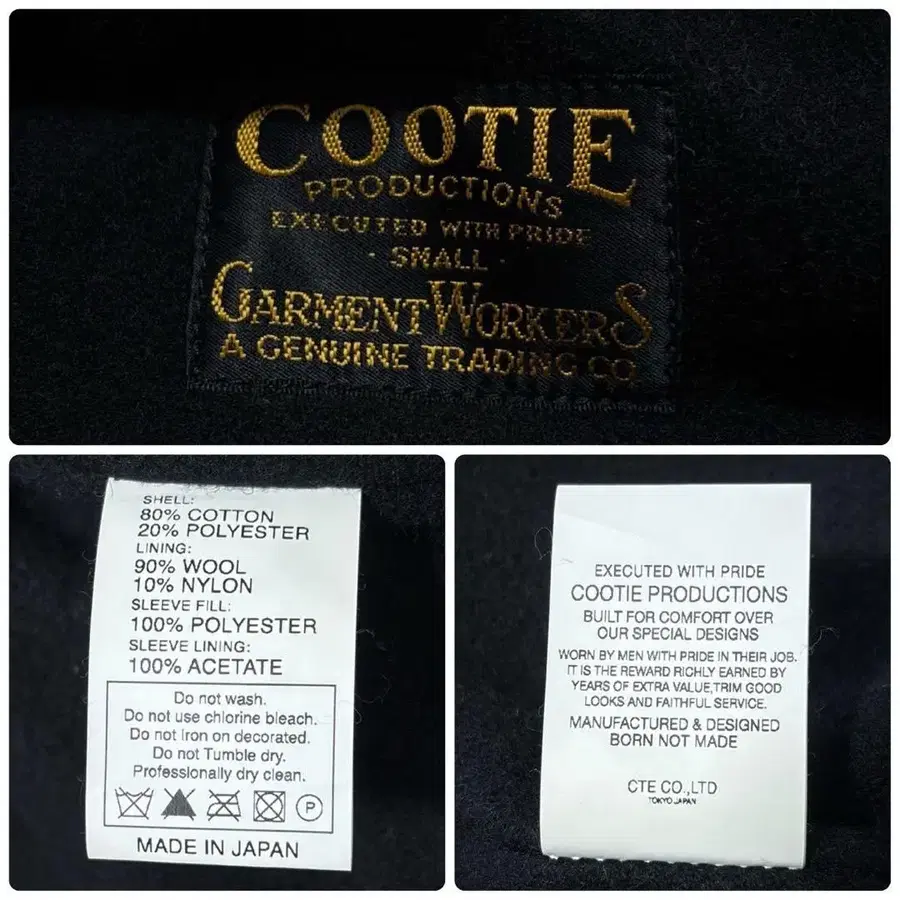 COOTIE
PRODUCTIONS
EXECUTED WITH PRIDE
· SMALL ·
GARMENT WORKERS
A GENUINE TRADING CO
SHELL:
80% COTTON
20% POLYESTER
LINING:
90% WOOL
10% NYLON
SLEEVE FILL:
100% POLYESTER
SLEEVE LINING:
100% ACETATE
Do not wash.
Do not use chlorine bleach.
Do not Iron on decorated.
Do not Tumble dry.
Professionally dry clean.
P
MADE IN JAPAN
EXECUTED WITH PRIDE
COOTIE PRODUCTIONS
BUILT FOR COMFORT OVER
OUR SPECIAL DESIGNS
WORN BY MEN WITH PRIDE IN THEIR JOB.
IT IS THE REWARD RICHLY EARNED BY
YEARS OF EXTRA VALUE,TRIM GOOD
LOOKS AND FAITHFUL SERVICE.
MANUFACTURED & DESIGNED
BORN NOT MADE
CTE CO.,LTD
TOKYO JAPAN